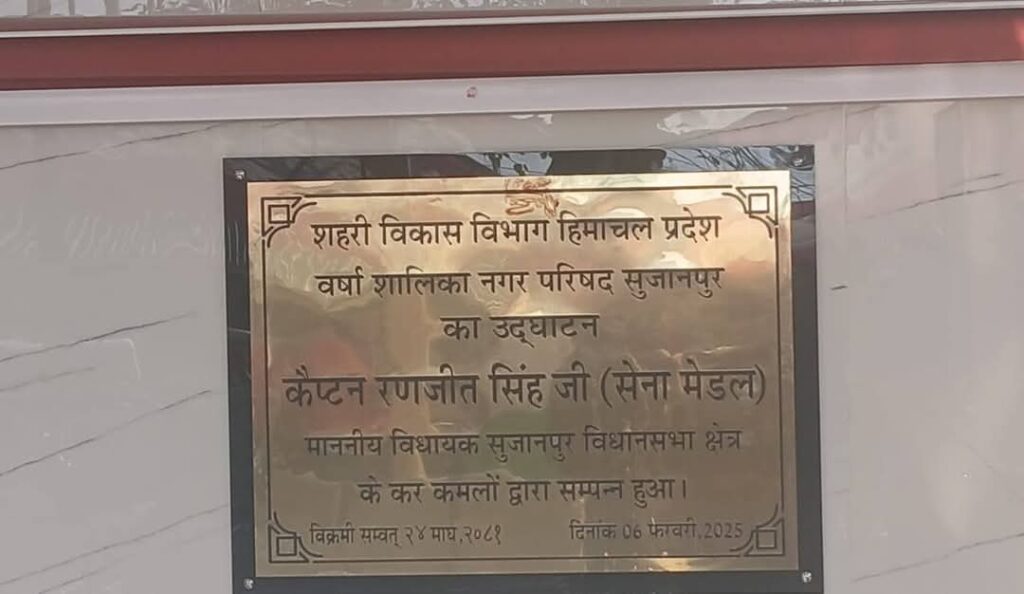 शहरी विकास विभाग हिमाचल प्रदेश
वर्षा शालिका नगर परिषद सुजानपुर
का उद्घाटन
कैप्टन रणजीत सिंह जी (सेना मेडल)
माननीय विधायक सुजानपुर विधानसभा क्षेत्र
के कर कमलों द्वारा सम्पन्न हुआ।
विक्रमी सम्वत् २४ माघ,२०८१ दिनांक 06 फरवरी,2025